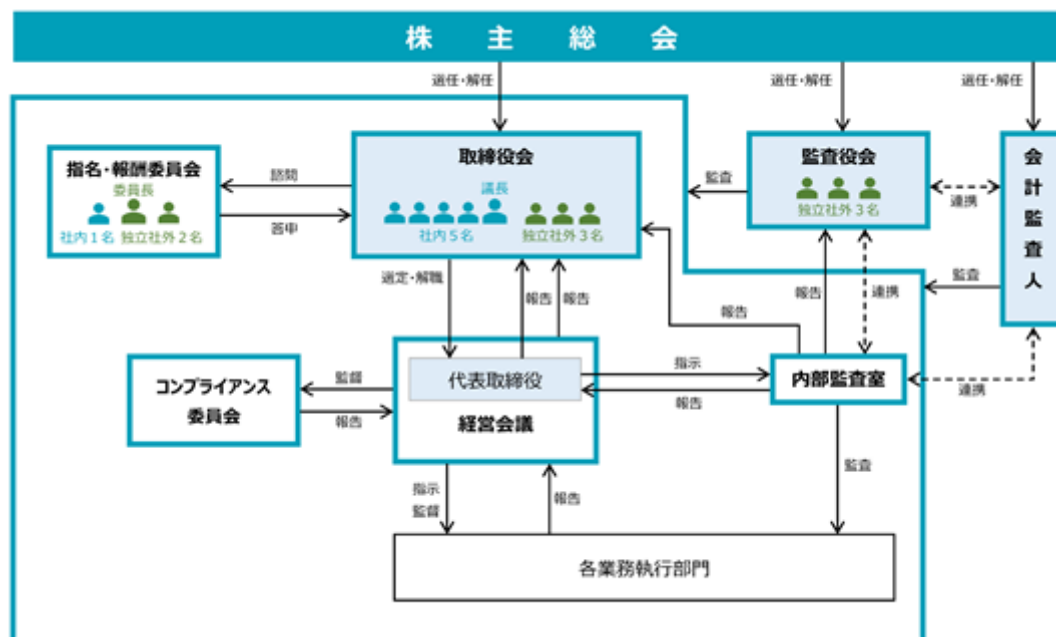 株主総会
選任・解任
選任・解任
選任・解任
指名・報酬委員会
委員長
社内1名 独立社外2名
諮問
答申
取締役会
議長
社内5名
独立社外3名
監査
監査役会
独立社外3名
連携
会計監査人
監査
選定・解職
報告
報告
報告
報告
連携
連携
コンプライアンス
委員会
監督
報告
代表取締役
経営会議
指示
報告
内部監査室
監査
指示
監督
報告
各業務執行部門